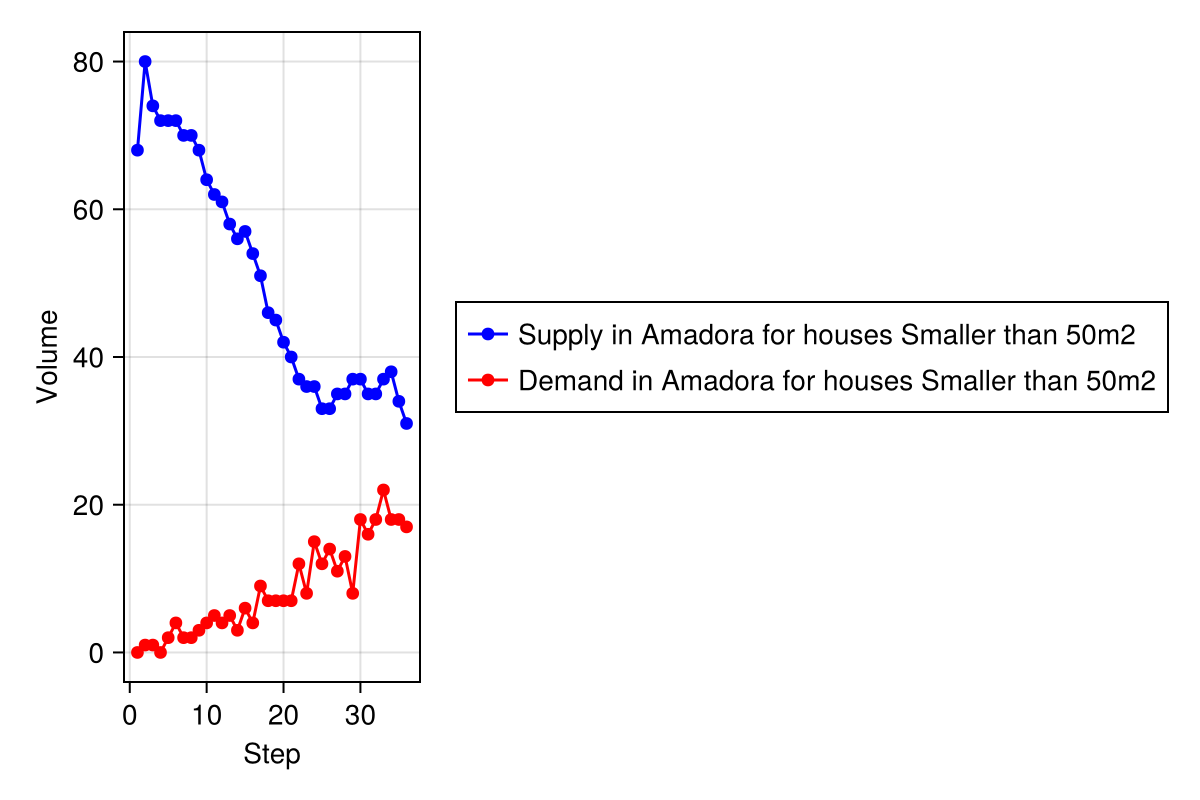 80
60
40
20
0
Volume
0 10 20 30
Step
Supply in Amadora for houses Smaller than 50m2
Demand in Amadora for houses Smaller than 50m2